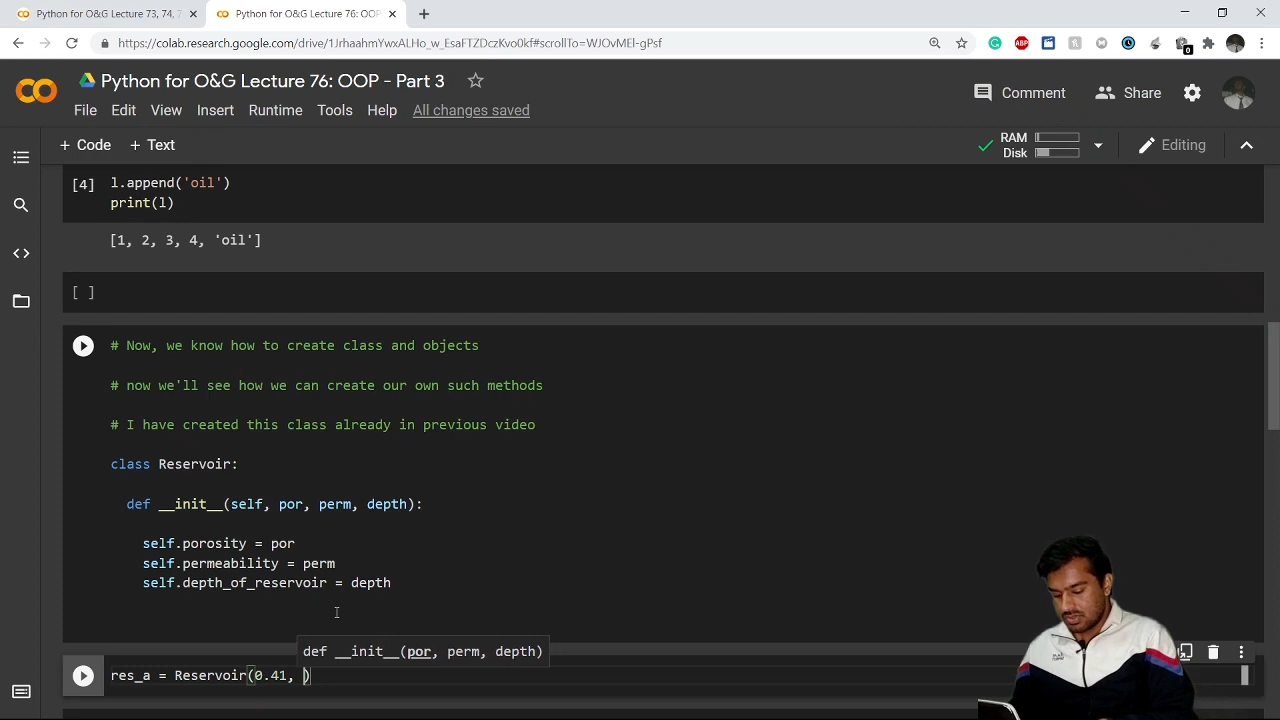 Python for O&G Lecture 73, 74, 7
Python for O&G Lecture 76: OOP -
https://colab.research.google.com/drive/1JrhaahnrYwxALHo_w_EsaFTZDczKvo0kf#scrollTo=WJOvMEl-gPsf
Python for O&G Lecture 76: OOP - Part 3
File Edit View Insert Runtime Tools Help All changes saved
Comment Share
+ Code + Text
RAM
Disk
Editing
[4] l.append('oil')
print(l)
[1, 2, 3, 4, 'oil']
[ ]
# Now, we know how to create class and objects
# now we'll see how we can create our own such methods
# I have created this class already in previous video
class Reservoir:
def __init__(self, por, perm, depth):
self.porosity = por
self.permeability = perm
self.depth_of_reservoir = depth
def __init__(por, perm, depth)
res_a = Reservoir(0.41, )